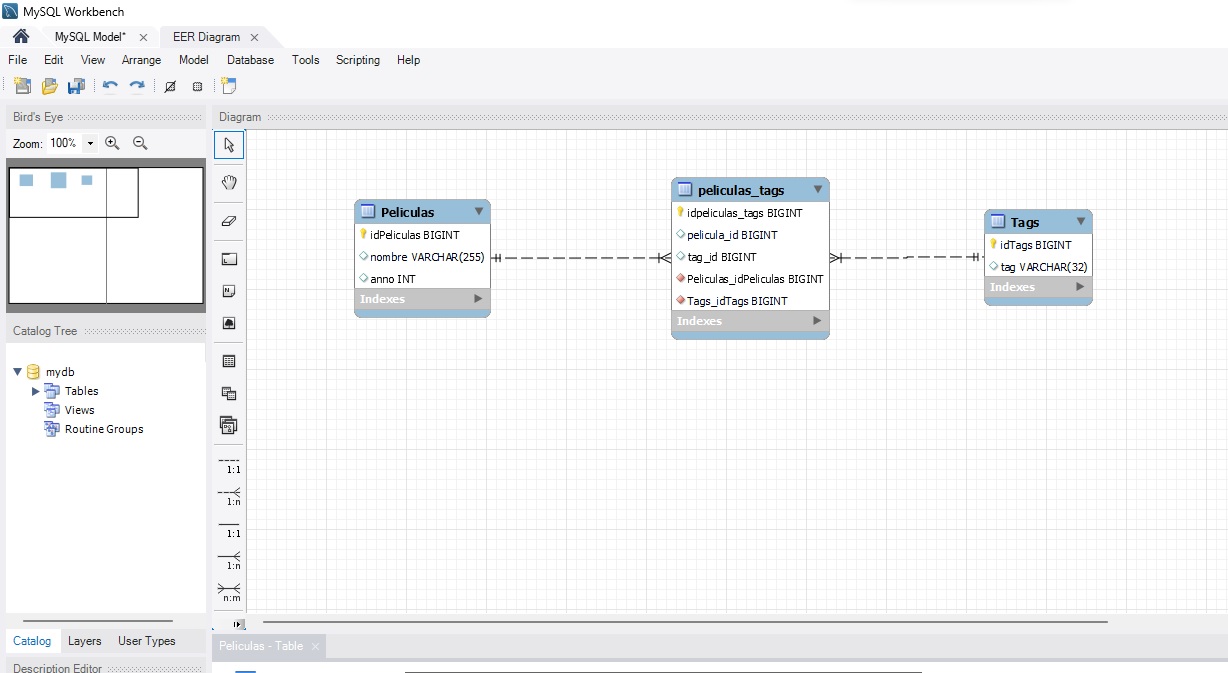 MySQL Workbench
MySQL Model* ×
EER Diagram ×
File Edit View Arrange Model Database Tools Scripting Help
Bird's Eye
Zoom: 100%
Diagram
Peliculas
idPeliculas BIGINT
nombre VARCHAR(255)
anno INT
Indexes
peliculas_tags
idpeliculas_tags BIGINT
pelicula_id BIGINT
tag_id BIGINT
Peliculas_idPeliculas BIGINT
Tags_idTags BIGINT
Indexes
Tags
idTags BIGINT
tag VARCHAR(32)
Indexes
Catalog Tree
mydb
Tables
Views
Routine Groups
1:1
1:n
1:1
1:n
n:m
Catalog Layers User Types
Description Editor
Peliculas - Table ×